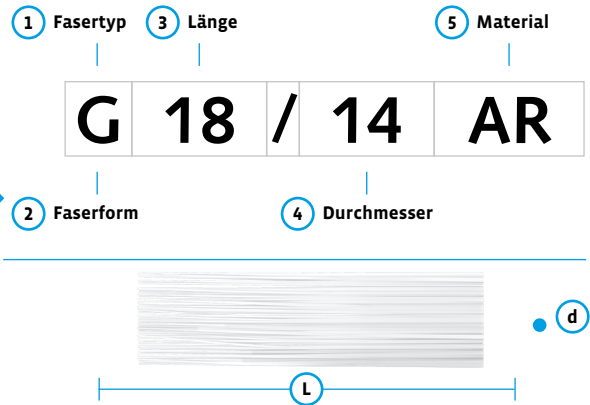 1 Fasertyp 3 Länge 5 Material
G 18 / 14 AR
2 Faserform 4 Durchmesser
d
L